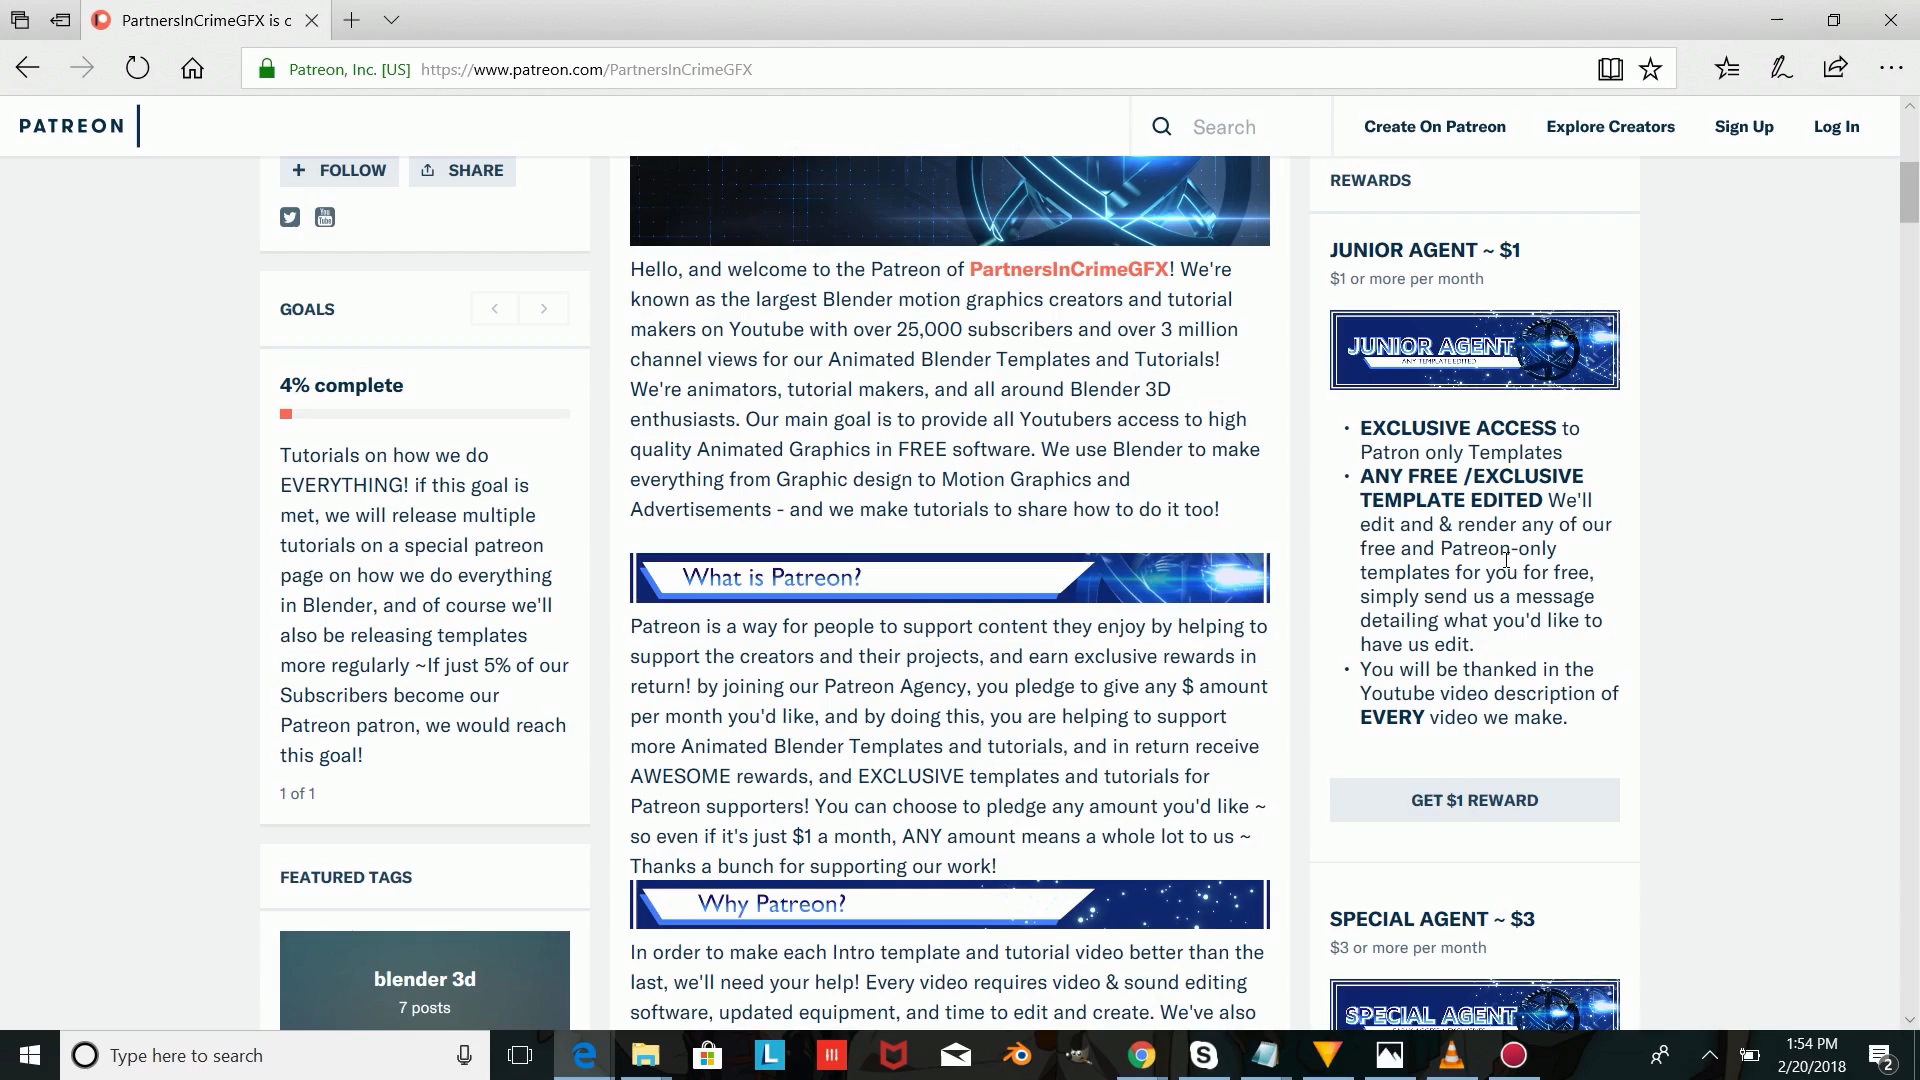 PartnersInCrimeGFX is c
Patreon, Inc. [US] https://www.patreon.com/PartnersInCrimeGFX
PATREON
Search
Create On Patreon
Explore Creators
Sign Up
Log In
+ FOLLOW
SHARE
You
Tube
GOALS
4% complete
Tutorials on how we do
EVERYTHING! if this goal is
met, we will release multiple
tutorials on a special patreon
page on how we do everything
in Blender, and of course we'll
also be releasing templates
more regularly ~If just 5% of our
Subscribers become our
Patreon patron, we would reach
this goal!
1 of 1
FEATURED TAGS
blender 3d
7 posts
Hello, and welcome to the Patreon of PartnersInCrimeGFX! We're
known as the largest Blender motion graphics creators and tutorial
makers on Youtube with over 25,000 subscribers and over 3 million
channel views for our Animated Blender Templates and Tutorials!
We're animators, tutorial makers, and all around Blender 3D
enthusiasts. Our main goal is to provide all Youtubers access to high
quality Animated Graphics in FREE software. We use Blender to make
everything from Graphic design to Motion Graphics and
Advertisements - and we make tutorials to share how to do it too!
What is Patreon?
Patreon is a way for people to support content they enjoy by helping to
support the creators and their projects, and earn exclusive rewards in
return! by joining our Patreon Agency, you pledge to give any $ amount
per month you'd like, and by doing this, you are helping to support
more Animated Blender Templates and tutorials, and in return receive
AWESOME rewards, and EXCLUSIVE templates and tutorials for
Patreon supporters! You can choose to pledge any amount you'd like ~
so even if it's just $1 a month, ANY amount means a whole lot to us ~
Thanks a bunch for supporting our work!
Why Patreon?
In order to make each Intro template and tutorial video better than the
last, we'll need your help! Every video requires video & sound editing
software, updated equipment, and time to edit and create. We've also
REWARDS
JUNIOR AGENT ~ $1
$1 or more per month
JUNIOR AGENT
ANY TEMPLATE EDITED
• EXCLUSIVE ACCESS to
Patron only Templates
• ANY FREE /EXCLUSIVE
TEMPLATE EDITED We'll
edit and & render any of our
free and Patreon-only
templates for you for free,
simply send us a message
detailing what you'd like to
have us edit.
• You will be thanked in the
Youtube video description of
EVERY video we make.
GET $1 REWARD
SPECIAL AGENT ~ $3
$3 or more per month
SPECIAL AGENT
Type here to search
1:54 PM
2/20/2018
2